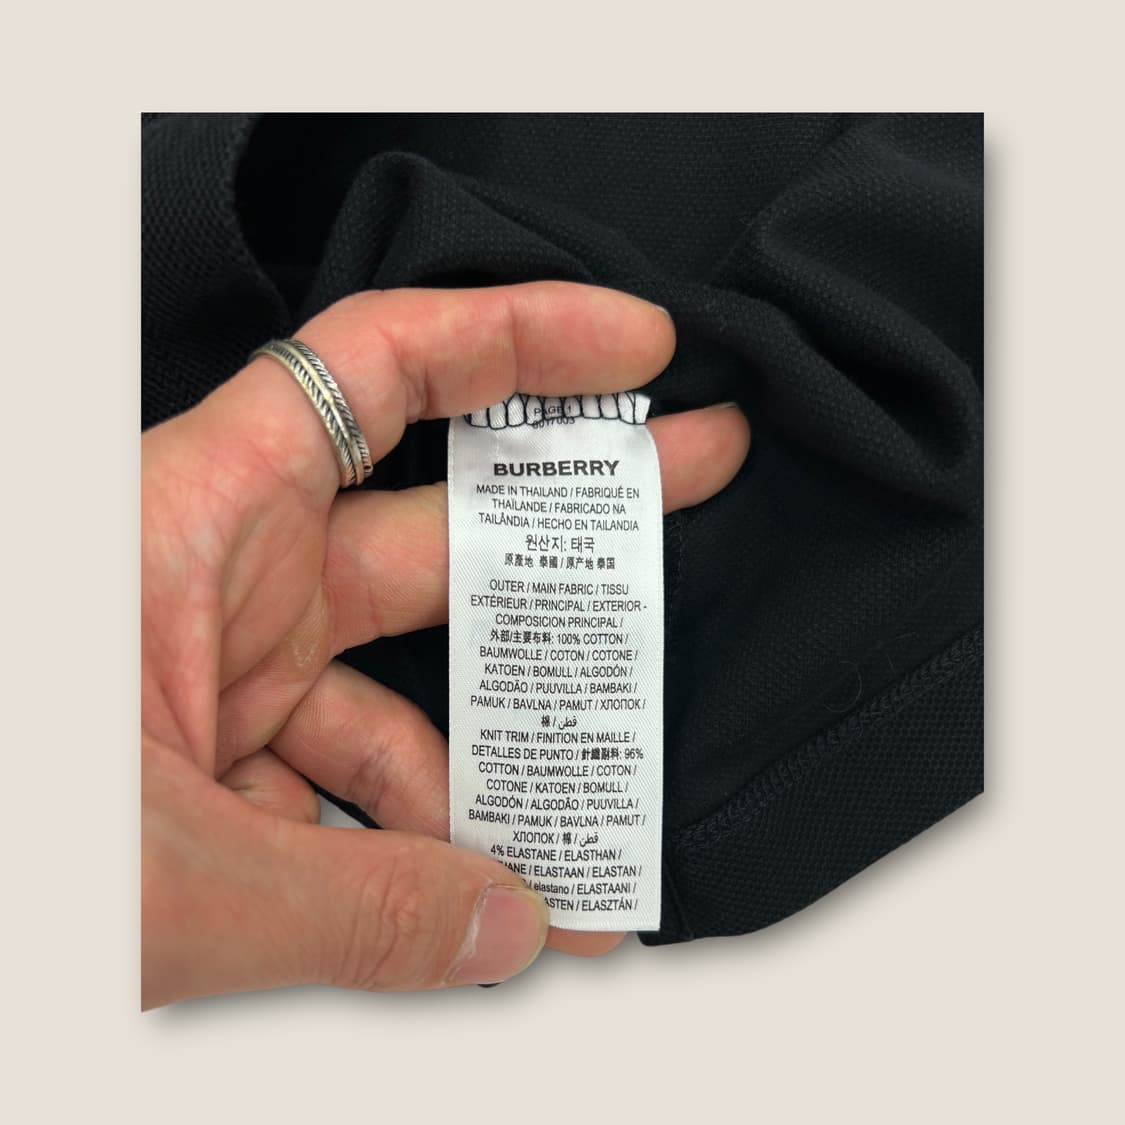 PAGE 1
BURBERRY
MADE IN THAILAND / FABRIQUÉ EN
THAÏLANDE / FABRICADO NA
TAILÂNDIA / HECHO EN TAILANDIA
원산지: 태국
原產地 泰國 / 原产地 泰国
OUTER / MAIN FABRIC / TISSU
EXTÉRIEUR / PRINCIPAL / EXTERIOR -
COMPOSICION PRINCIPAL /
外部/主要布料: 100% COTTON /
BAUMWOLLE / COTON / COTONE /
KATOEN / BOMULL / ALGODÓN /
ALGODÃO / PUUVILLA / BAMBAKI /
PAMUK / BAVLNA / PAMUT / ХЛОПОК /
棉 / قطن
KNIT TRIM / FINITION EN MAILLE /
DETALLES DE PUNTO / 針織副料: 96%
COTTON / BAUMWOLLE / COTON /
COTONE / KATOEN / BOMULL /
ALGODÓN / ALGODÃO / PUUVILLA /
BAMBAKI / PAMUK / BAVLNA / PAMUT /
ХЛОПОК / 棉 / قطن
4% ELASTANE / ELASTHAN /
/ ELASTAAN / ELASTAN /
/ elastano / ELASTAANI /
/ ELASZTÁN /